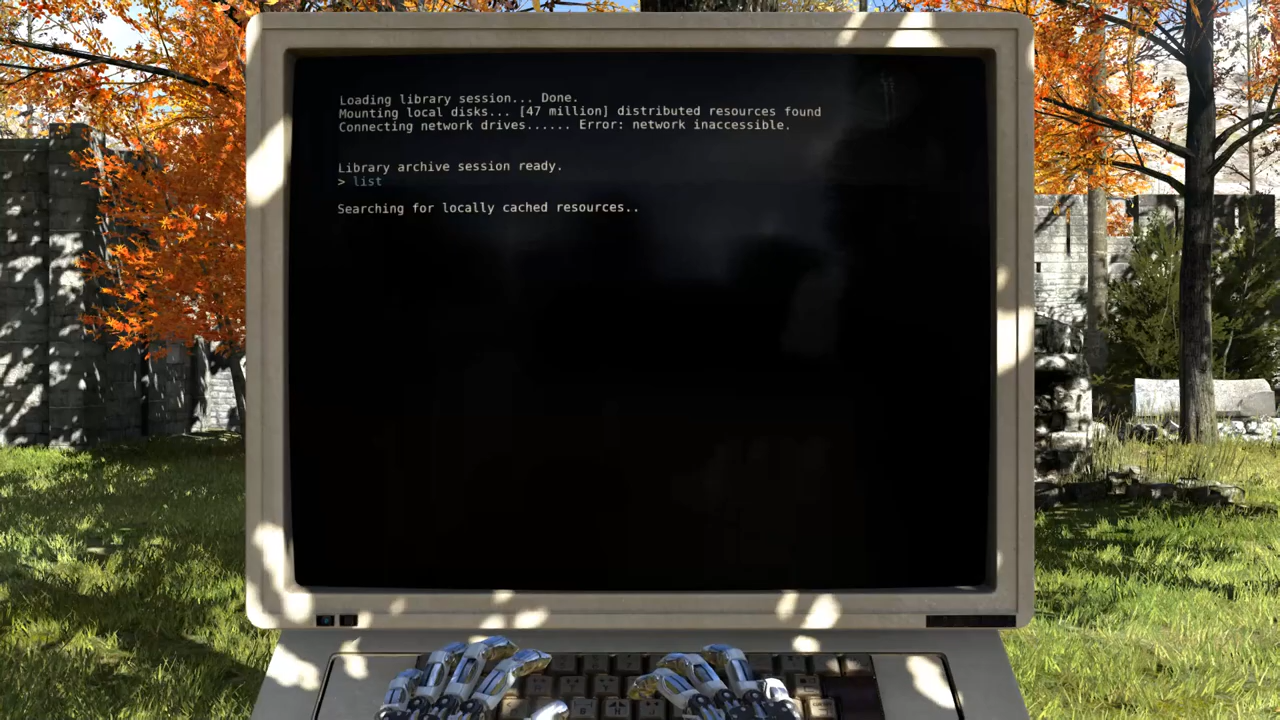 Loading library session... Done.
Mounting local disks... [47 million] distributed resources found
Connecting network drives...... Error: network inaccessible.
Library archive session ready.
> list
Searching for locally cached resources..